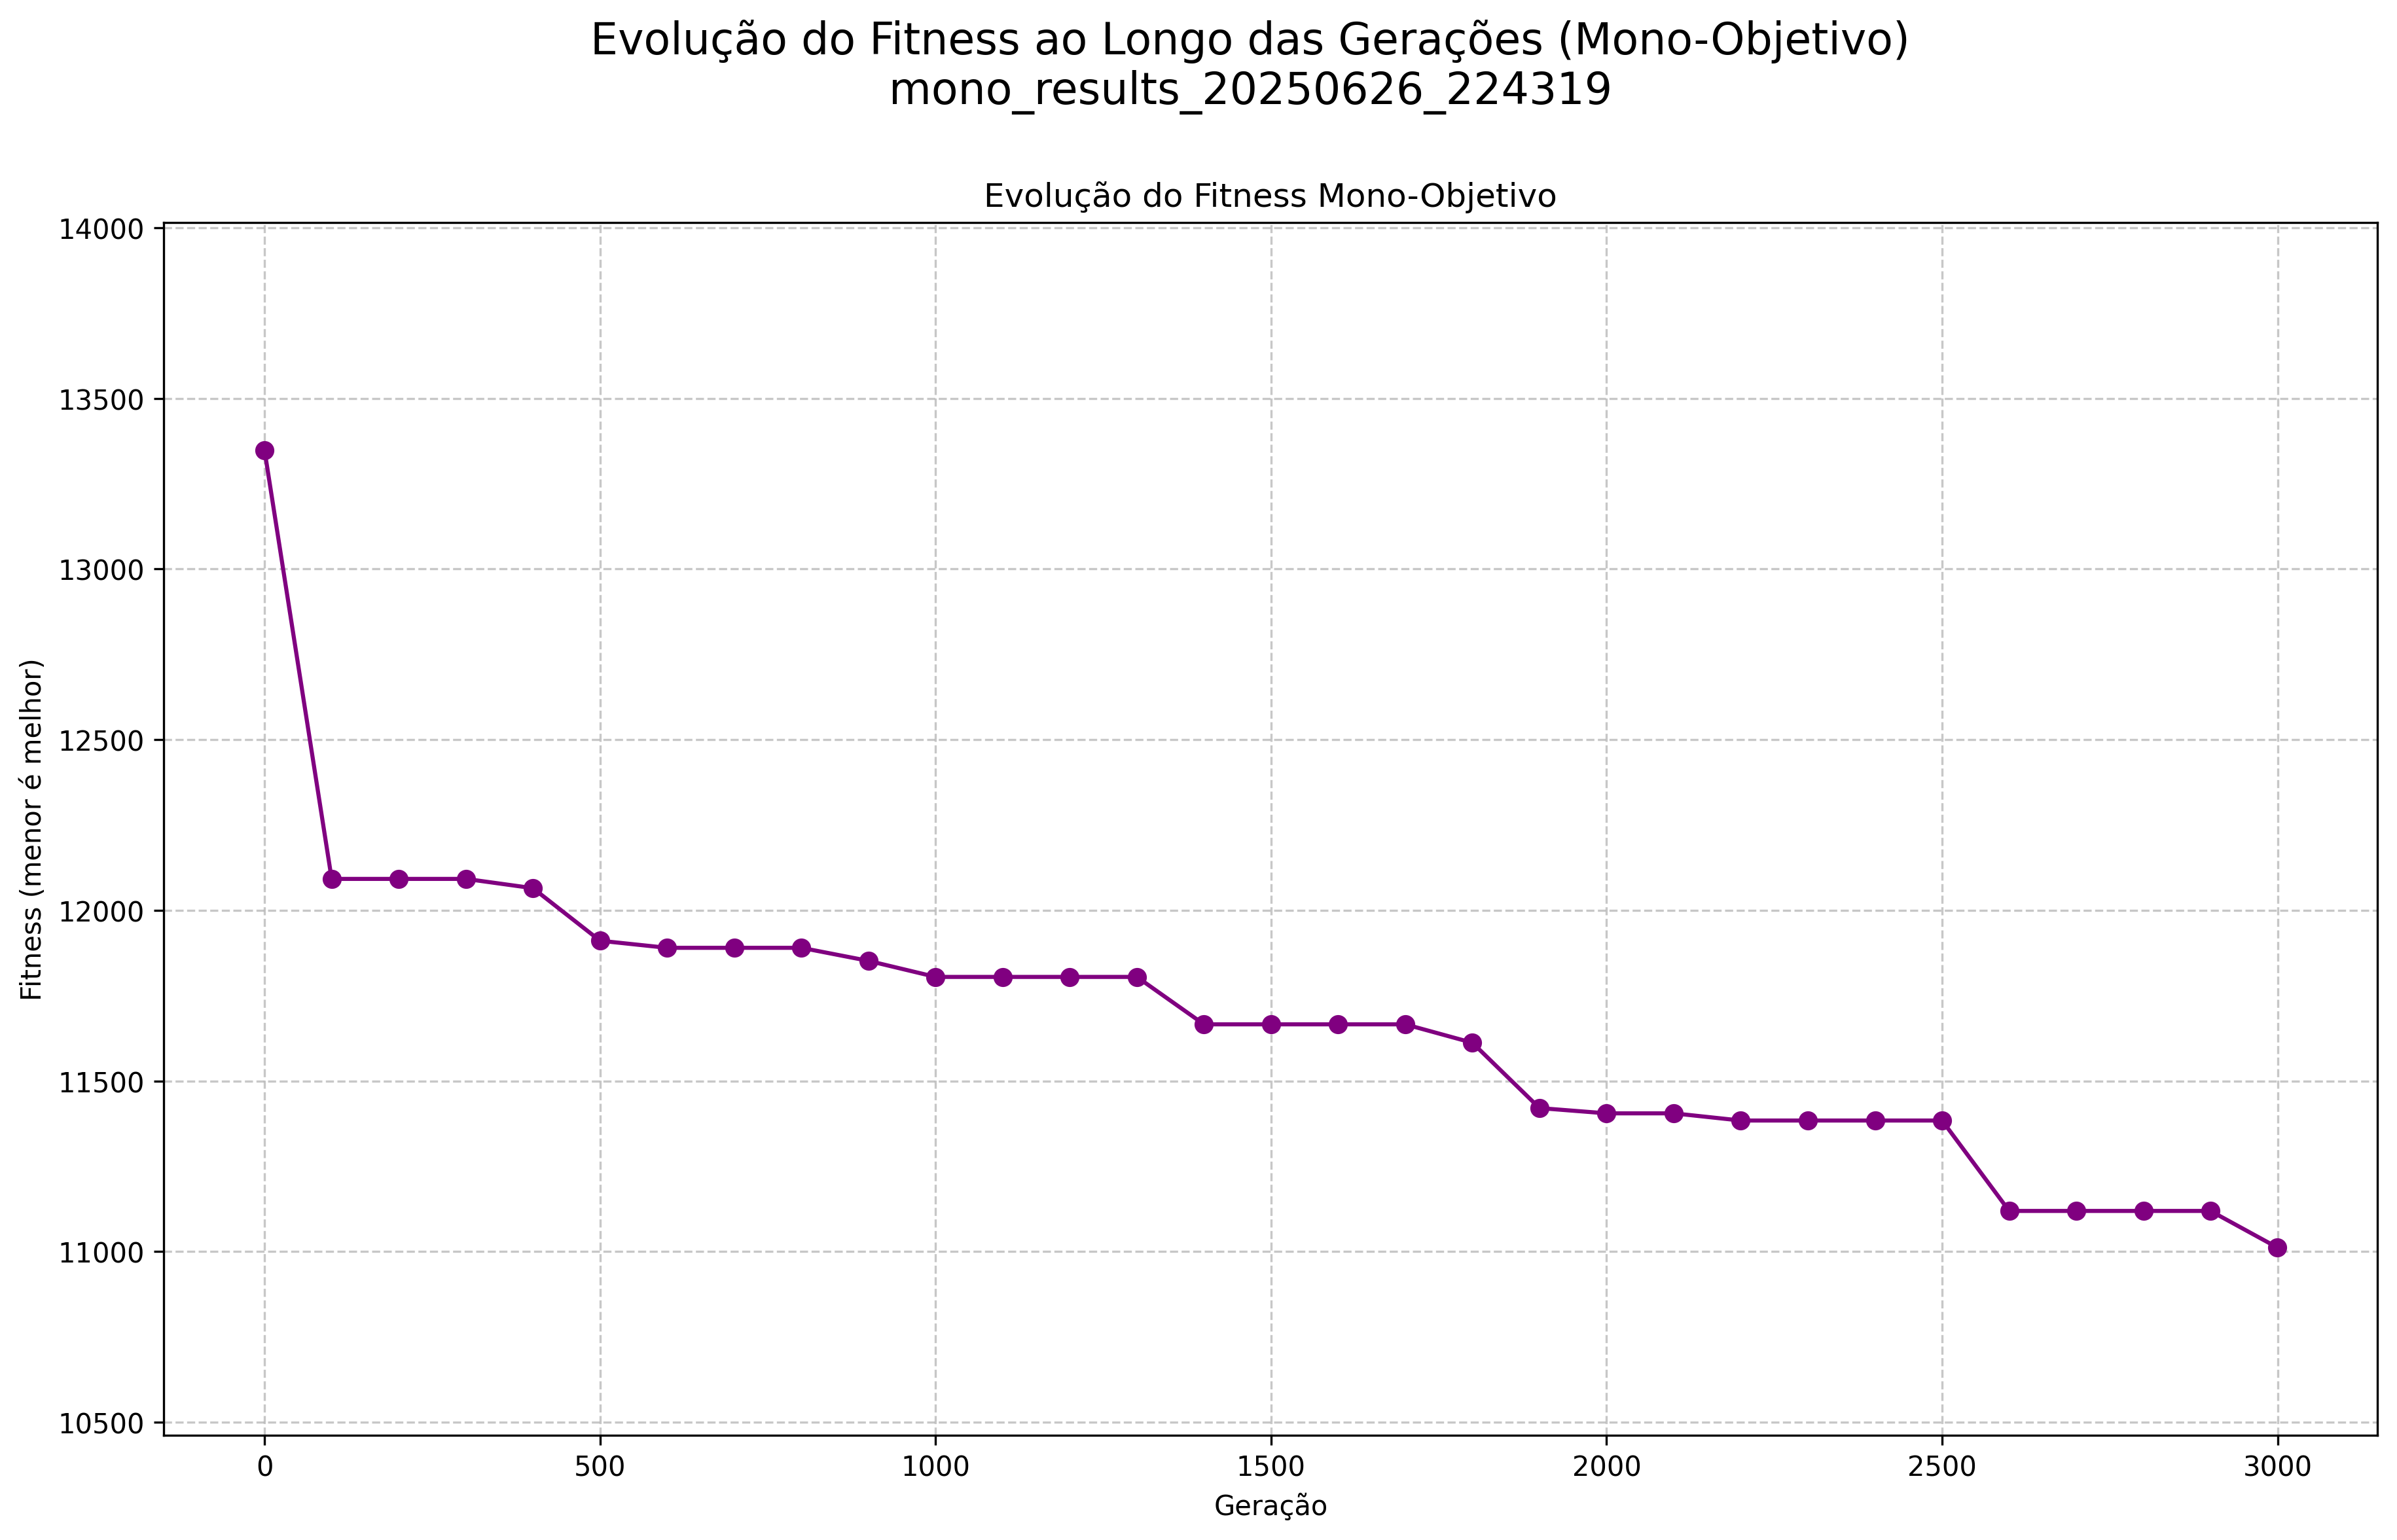 Evolução do Fitness ao Longo das Gerações (Mono-Objetivo)
mono_results_20250626_224319
Evolução do Fitness Mono-Objetivo
14000
13500
13000
12500
12000
11500
11000
10500
Fitness (menor é melhor)
0 500 1000 1500 2000 2500 3000
Geração